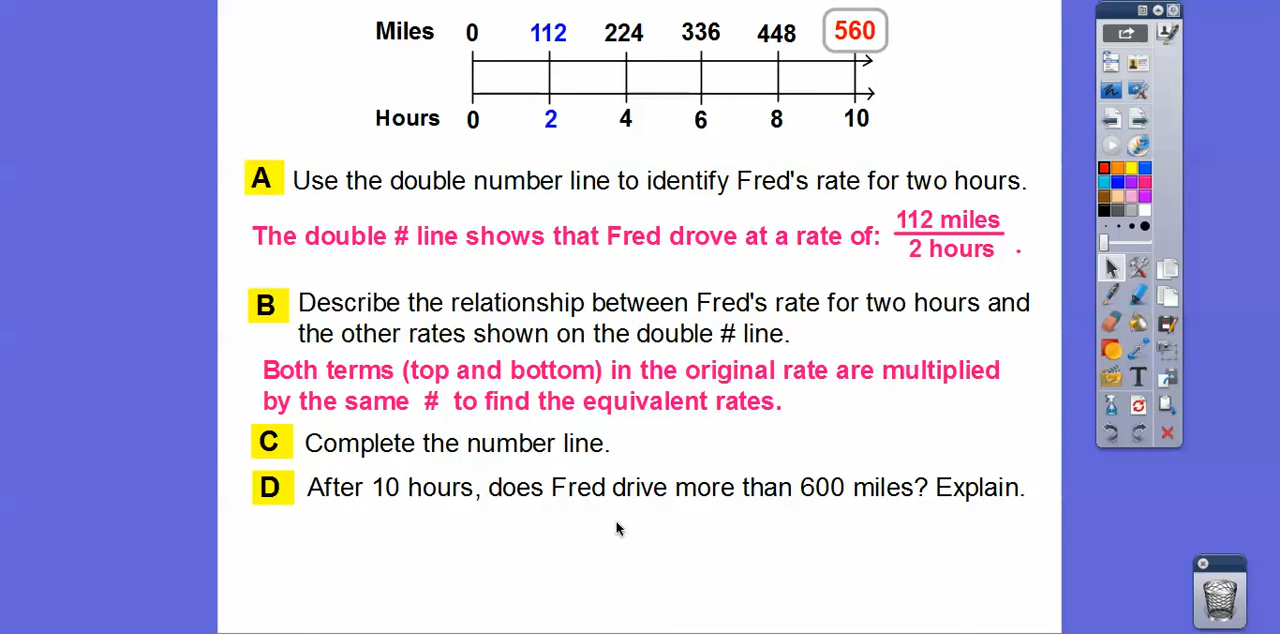 Miles 0 112 224 336 448 560
Hours 0 2 4 6 8 10
A Use the double number line to identify Fred's rate for two hours.
The double # line shows that Fred drove at a rate of: 112 miles
2 hours .
B Describe the relationship between Fred's rate for two hours and
the other rates shown on the double # line.
Both terms (top and bottom) in the original rate are multiplied
by the same # to find the equivalent rates.
C Complete the number line.
D After 10 hours, does Fred drive more than 600 miles? Explain.
T